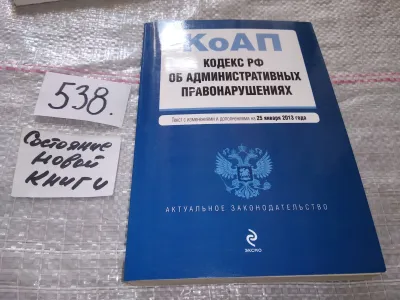 КоАП
КОДЕКС РФ
ОБ АДМИНИСТРАТИВНЫХ
ПРАВОНАРУШЕНИЯХ
Текст с изменениями и дополнениями на 25 января 2013 года
АКТУАЛЬНОЕ ЗАКОНОДАТЕЛЬСТВО
ЭКСМО
538.
Состояние
новой
книги